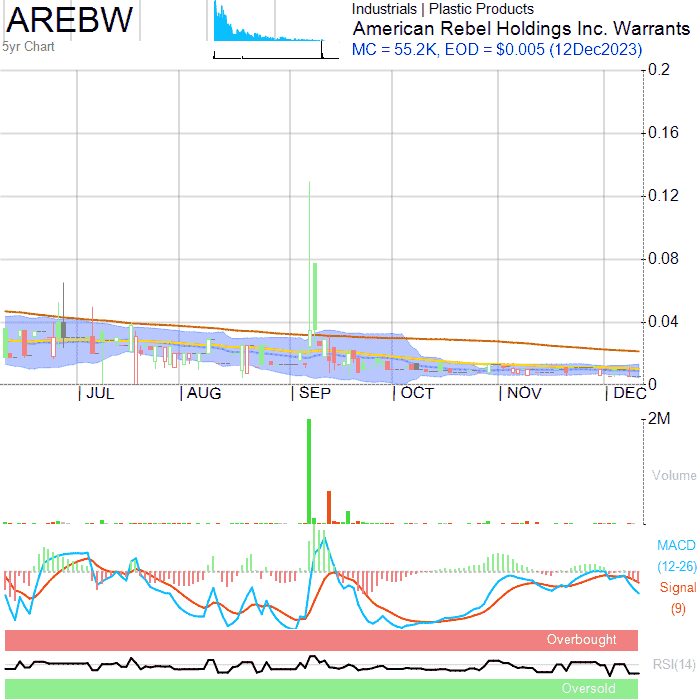 AREBW
5yr Chart
Industrials | Plastic Products
American Rebel Holdings Inc. Warrants
MC = 55.2K, EOD = $0.005 (12Dec2023)
0.2
0.16
0.12
0.08
0.04
0
JUL AUG SEP OCT NOV DEC
2M
Volume
MACD
(12-26)
Signal
(9)
Overbought
RSI(14)
Oversold